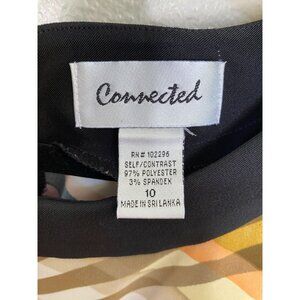 Connected
RN# 102296
SELF/CONTRAST
97% POLYESTER
3% SPANDEX
10
MADE IN SRI LANKA